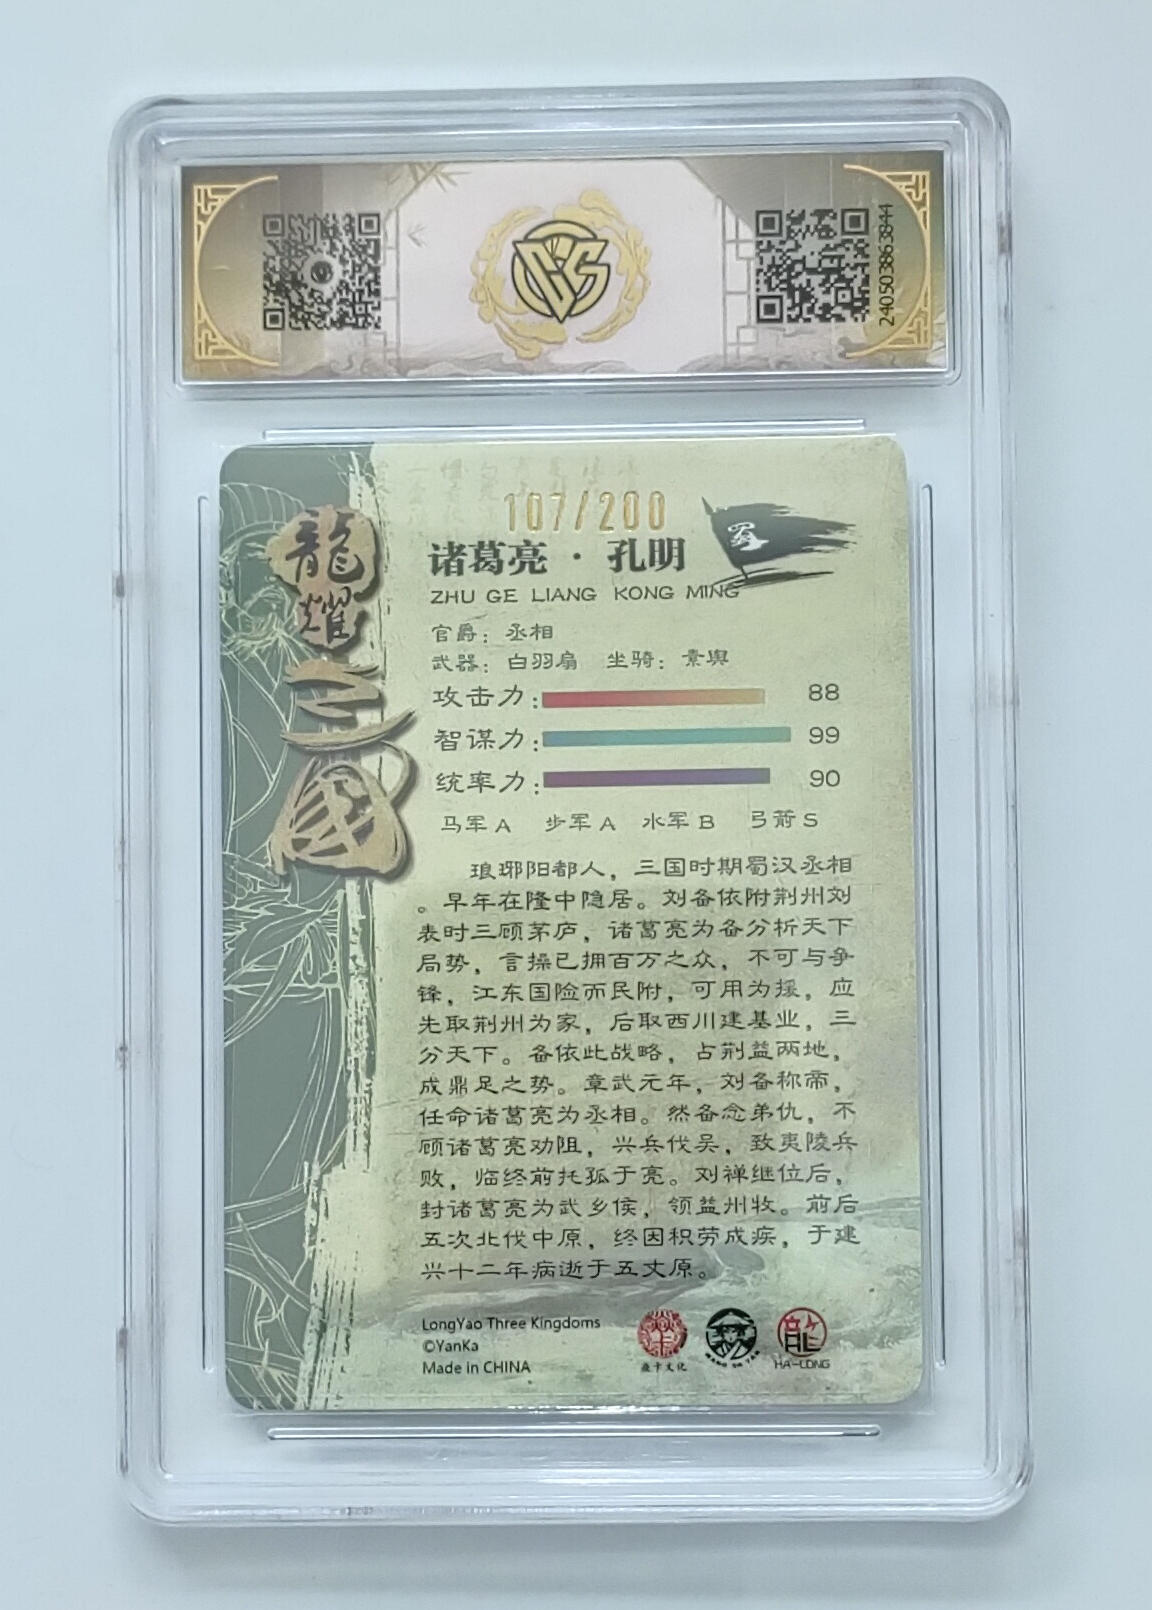 240503863844
CCS
龍耀三國
107/200
诸葛亮 · 孔明
蜀
ZHU GE LIANG KONG MING
官爵：丞相
武器：白羽扇 坐骑：素舆
攻击力： 88
智谋力： 99
统率力： 90
马军A 步军A 水军B 弓箭S
琅琊阳都人，三国时期蜀汉丞相
。早年在隆中隐居。刘备依附荆州刘
表时三顾茅庐，诸葛亮为备分析天下
局势，言操已拥百万之众，不可与争
锋，江东国险而民附，可用为援，应
先取荆州为家，后取西川建基业，三
分天下。备依此战略，占荆益两地，
成鼎足之势。章武元年，刘备称帝，
任命诸葛亮为丞相。然备念弟仇，不
顾诸葛亮劝阻，兴兵伐吴，致夷陵兵
败，临终前托孤于亮。刘禅继位后，
封诸葛亮为武乡侯，领益州牧。前后
五次北伐中原，终因积劳成疾，于建
兴十二年病逝于五丈原。
LongYao Three Kingdoms
©YanKa
Made in CHINA
HA-LONG